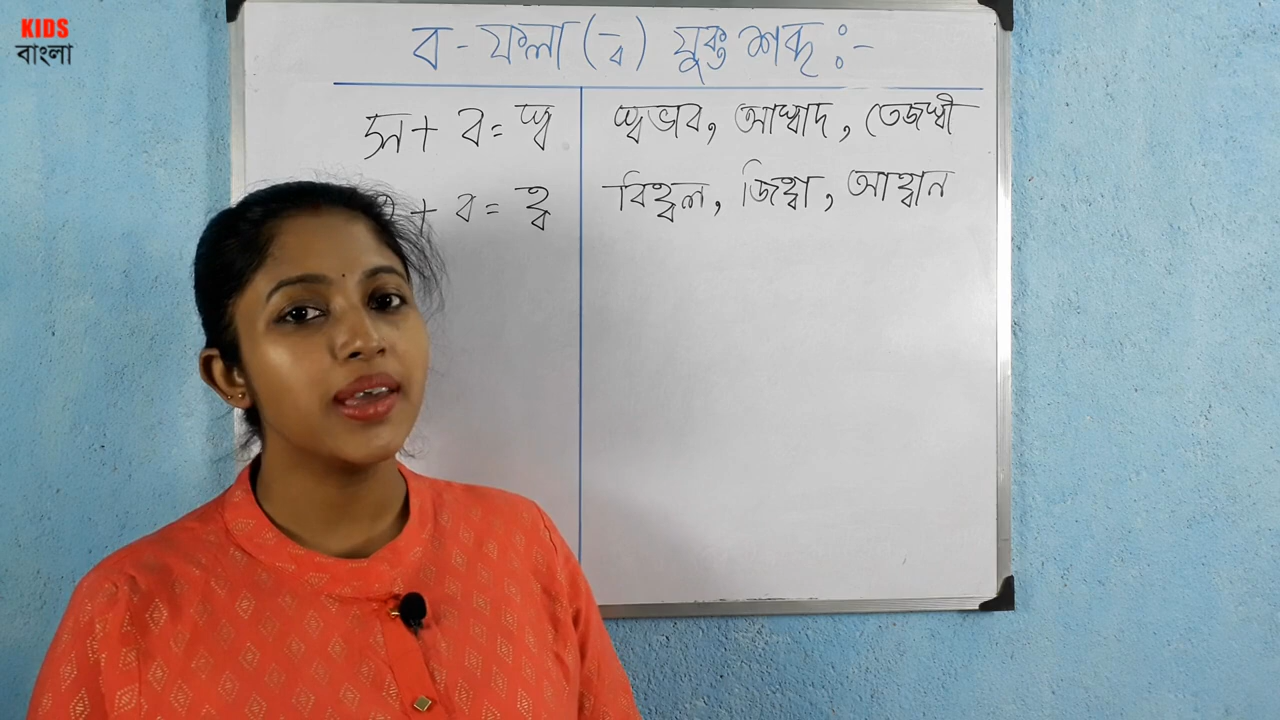 KIDS
বাংলা
ব - ফলা (্ব) যুক্ত শব্দ :-
স + ব = স্ব স্বভাব, আস্বাদ, তেজস্বী
+ ব = হ্ব বিহ্বল, জিহ্বা, আহ্বান